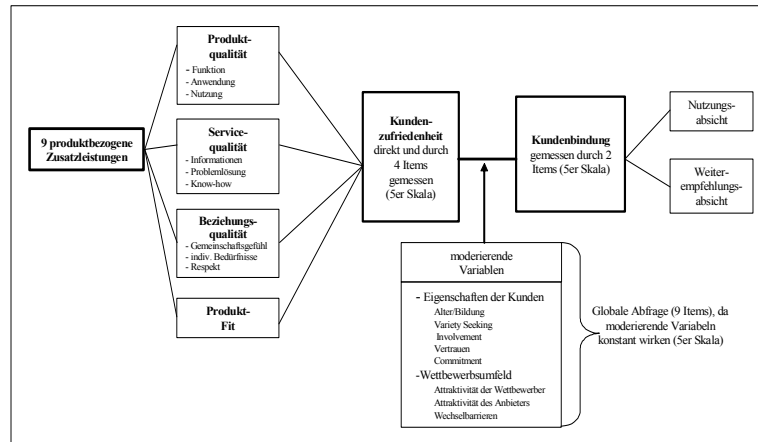 9 produktbezogene
Zusatzleistungen
Produkt-
qualität
- Funktion
- Anwendung
- Nutzung
Service-
qualität
- Informationen
- Problemlösung
- Know-how
Beziehungs-
qualität
- Gemeinschaftsgefühl
- indiv. Bedürfnisse
- Respekt
Produkt-
Fit
Kunden-
zufriedenheit
direkt und durch
4 Items
gemessen
(5er Skala)
Kundenbindung
gemessen durch 2
Items (5er Skala)
Nutzungs-
absicht
Weiter-
empfehlungs-
absicht
moderierende
Variablen
- Eigenschaften der Kunden
Alter/Bildung
Variety Seeking
Involvement
Vertrauen
Commitment
-Wettbewerbsumfeld
Attraktivität der Wettbewerber
Attraktivität des Anbieters
Wechselbarrieren
Globale Abfrage (9 Items), da
moderierende Variabeln
konstant wirken (5er Skala)